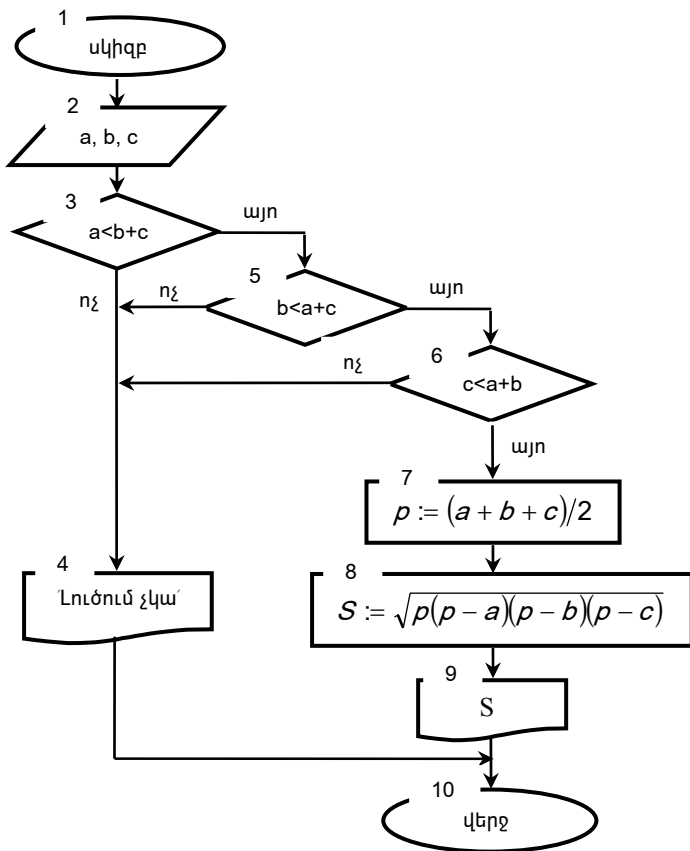 1
սկիզբ
2
a, b, c
3
a<b+c
այո
ոչ
5
b<a+c
այո
ոչ
6
c<a+b
ոչ
այո
7
p := (a + b + c)/2
4
՛Լուծում չկա՛
8
S := √p(p − a)(p − b)(p − c)
9
S
10
վերջ